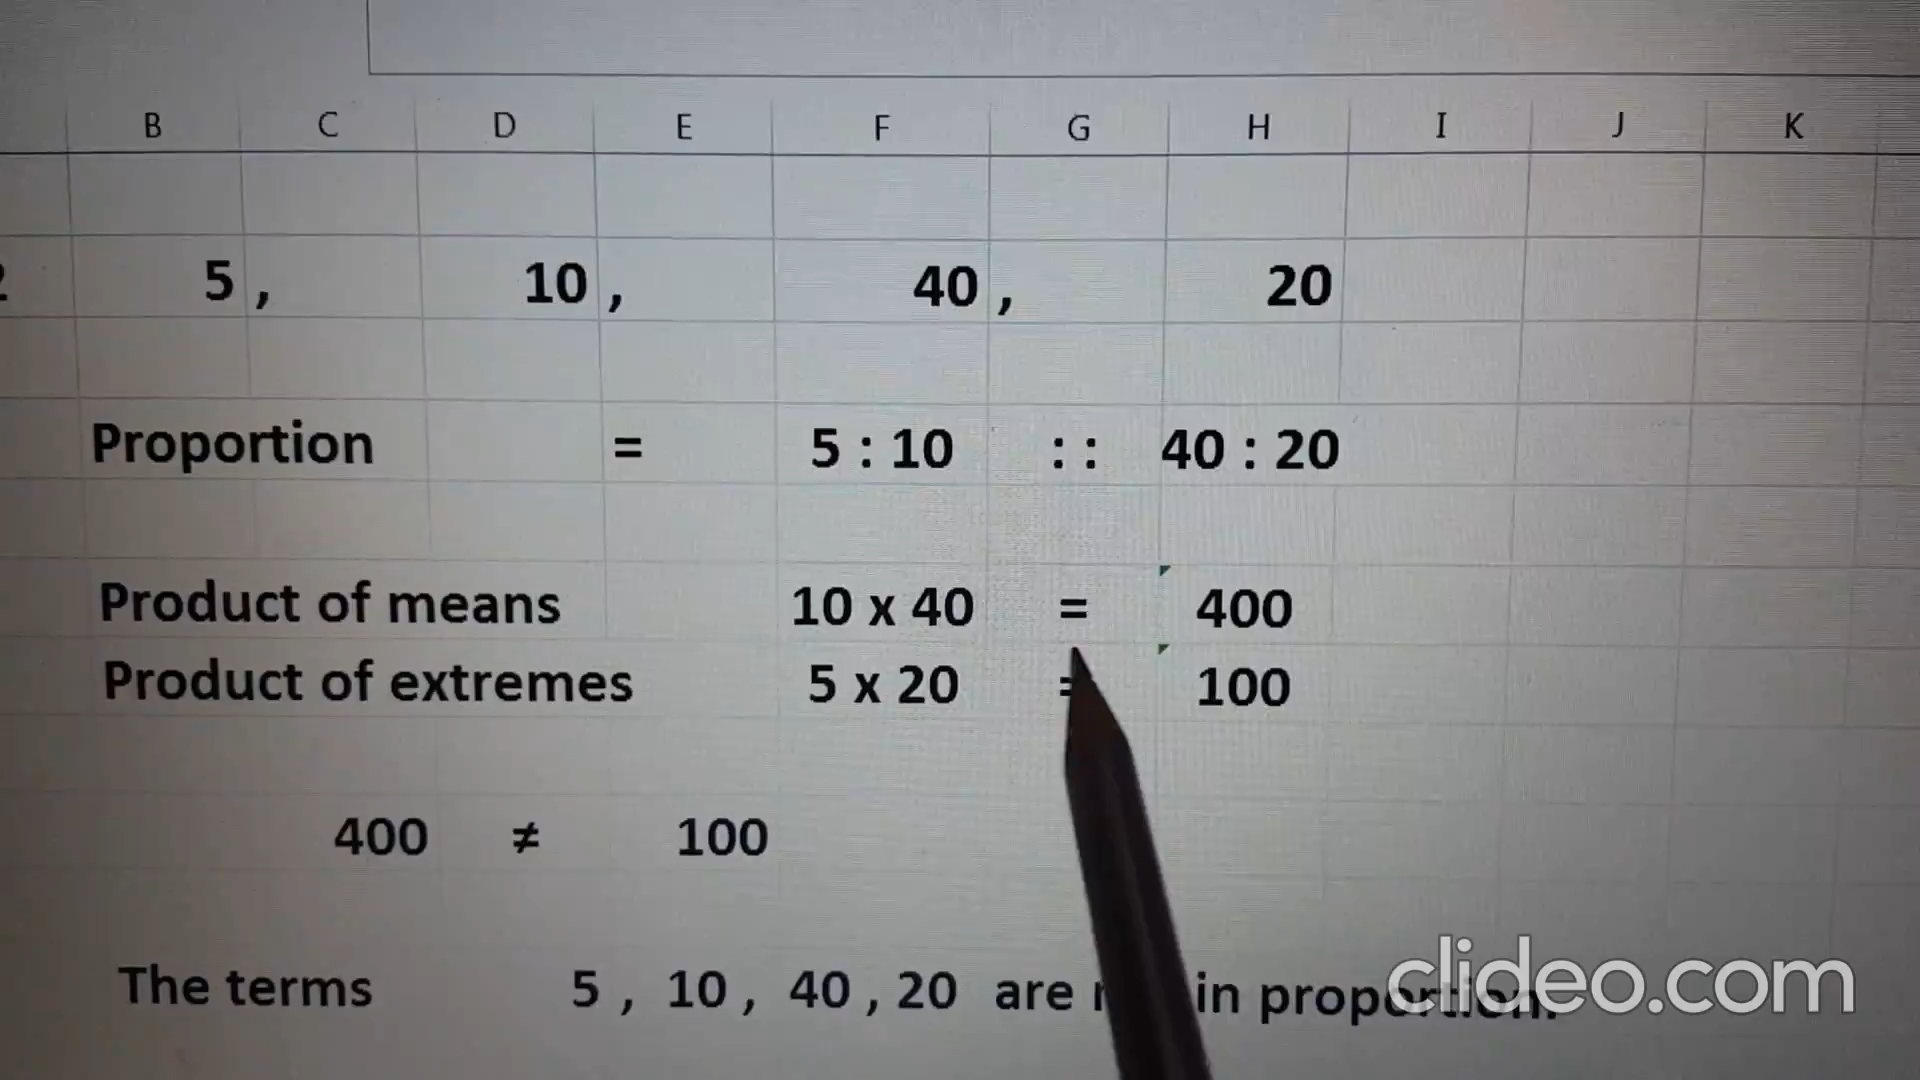 B C D E F G H I J K
5 , 10 , 40 , 20
Proportion = 5 : 10 : : 40 : 20
Product of means 10 x 40 = 400
Product of extremes 5 x 20 = 100
400 ≠ 100
The terms 5 , 10 , 40 , 20 are in proportion.
clideo.com